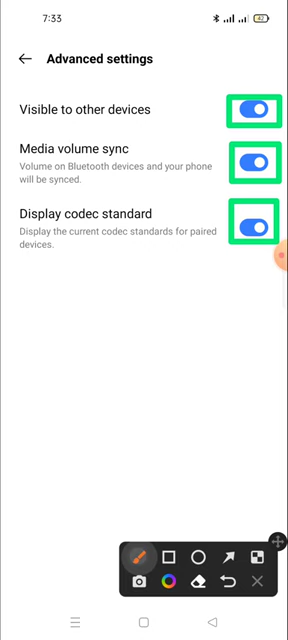 7:33
42
Advanced settings
Visible to other devices
Media volume sync
Volume on Bluetooth devices and your phone
will be synced.
Display codec standard
Display the current codec standards for paired
devices.